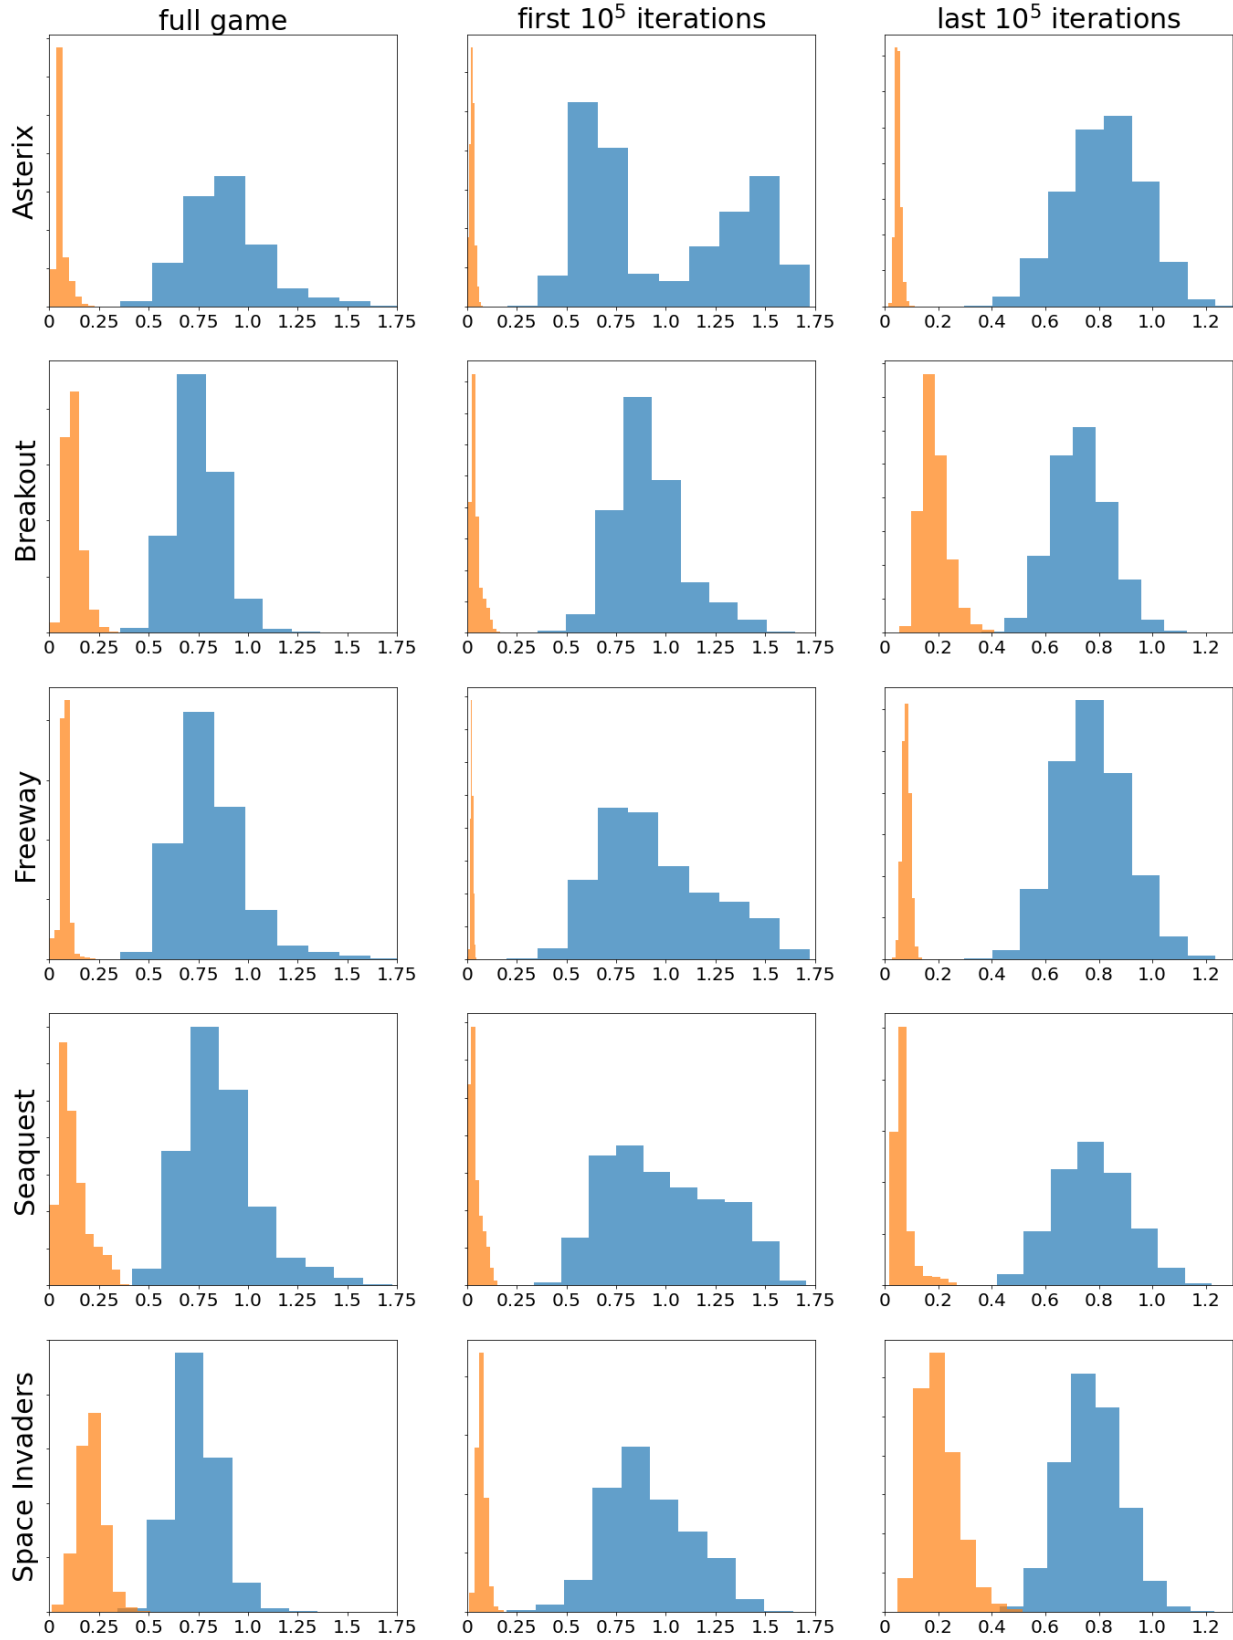 full game first 10⁵ iterations last 10⁵ iterations
Asterix
0 0.25 0.5 0.75 1.0 1.25 1.5 1.75 0 0.25 0.5 0.75 1.0 1.25 1.5 1.75 0 0.2 0.4 0.6 0.8 1.0 1.2
Breakout
0 0.25 0.5 0.75 1.0 1.25 1.5 1.75 0 0.25 0.5 0.75 1.0 1.25 1.5 1.75 0 0.2 0.4 0.6 0.8 1.0 1.2
Freeway
0 0.25 0.5 0.75 1.0 1.25 1.5 1.75 0 0.25 0.5 0.75 1.0 1.25 1.5 1.75 0 0.2 0.4 0.6 0.8 1.0 1.2
Seaquest
0 0.25 0.5 0.75 1.0 1.25 1.5 1.75 0 0.25 0.5 0.75 1.0 1.25 1.5 1.75 0 0.2 0.4 0.6 0.8 1.0 1.2
Space Invaders
0 0.25 0.5 0.75 1.0 1.25 1.5 1.75 0 0.25 0.5 0.75 1.0 1.25 1.5 1.75 0 0.2 0.4 0.6 0.8 1.0 1.2